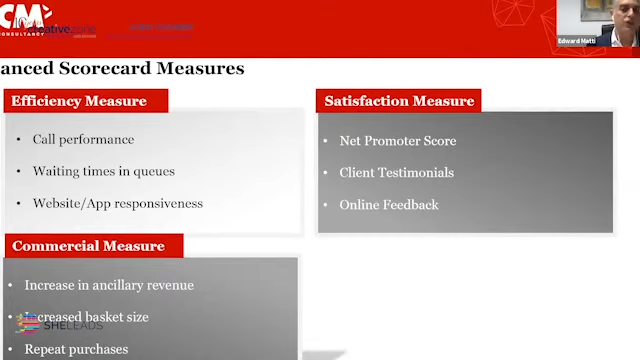 CM
CONSULTANCY
creativezone
Edward Matti
anced Scorecard Measures
Efficiency Measure
• Call performance
• Waiting times in queues
• Website/App responsiveness
Satisfaction Measure
• Net Promoter Score
• Client Testimonials
• Online Feedback
Commercial Measure
• Increase in ancillary revenue
creased basket size
SHELEADS
• Repeat purchases